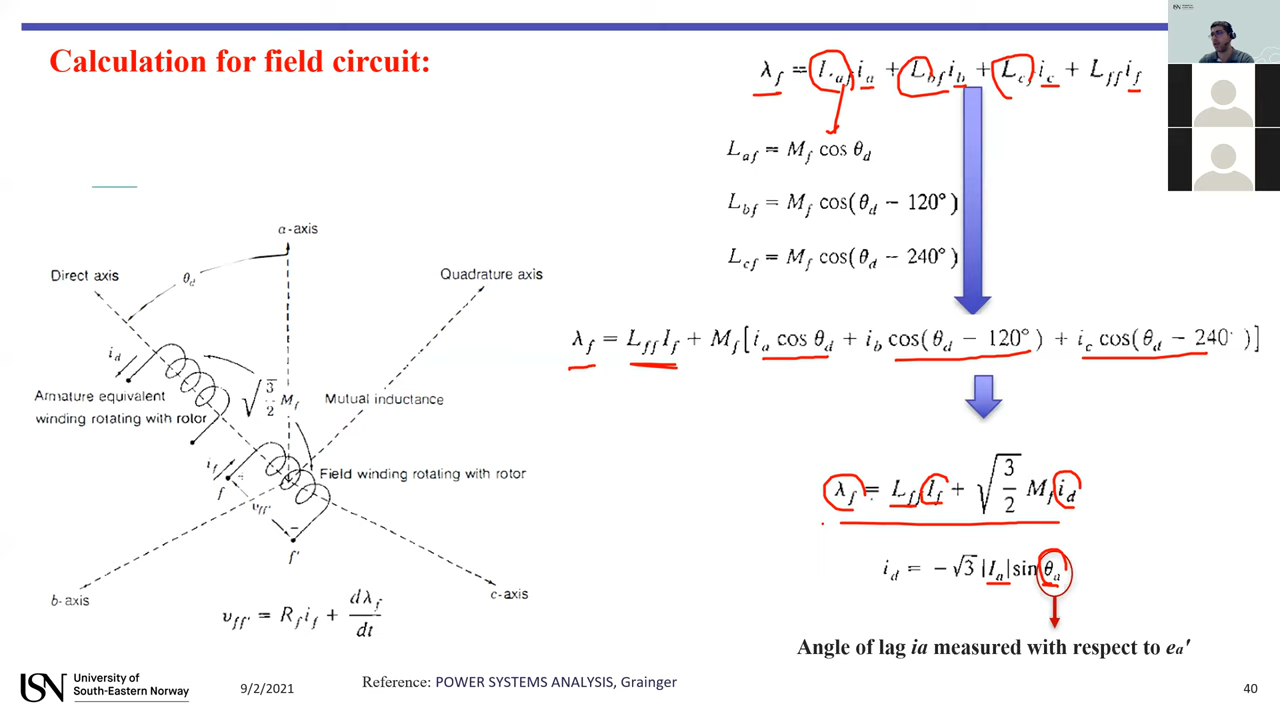 Calculation for field circuit:
λf = Laf ia + Lbf ib + Lcf ic + Lff if
Laf = Mf cos θd
Lbf = Mf cos(θd − 120°)
Lcf = Mf cos(θd − 240°)
λf = Lff If + Mf[ia cos θd + ib cos(θd − 120°) + ic cos(θd − 240°)]
λf = Lff If + √3/2 Mf id
id = − √3 |Ia| sin θa
Angle of lag ia measured with respect to ea'
a-axis
Direct axis
θd
Quadrature axis
id
Armature equivalent
winding rotating with rotor
√3/2 Mf
Mutual inductance
if
f
Field winding rotating with rotor
vff'
+
−
f'
b-axis
c-axis
vff' = Rf if + dλf/dt
USN
University of
South-Eastern Norway
9/2/2021
Reference: POWER SYSTEMS ANALYSIS, Grainger
40
USN